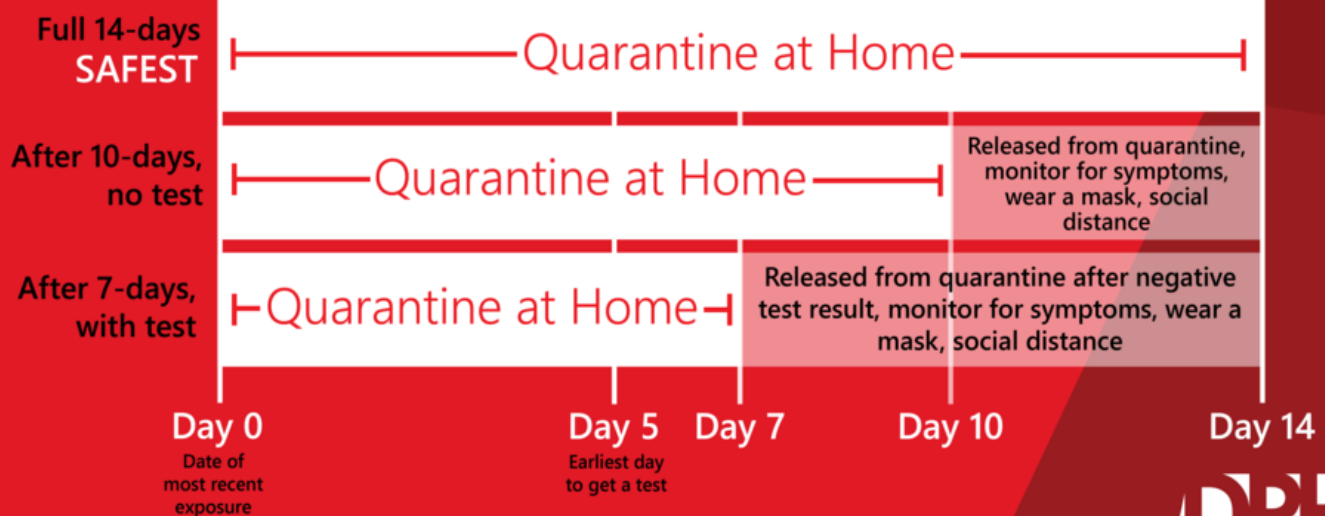 Full 14-days
SAFEST
Quarantine at Home
After 10-days,
no test
Quarantine at Home
Released from quarantine,
monitor for symptoms,
wear a mask, social
distance
After 7-days,
with test
Quarantine at Home
Released from quarantine after negative
test result, monitor for symptoms, wear a
mask, social distance
Day 0
Day 5
Day 7
Day 10
Day 14
Date of
most recent
exposure
Earliest day
to get a test